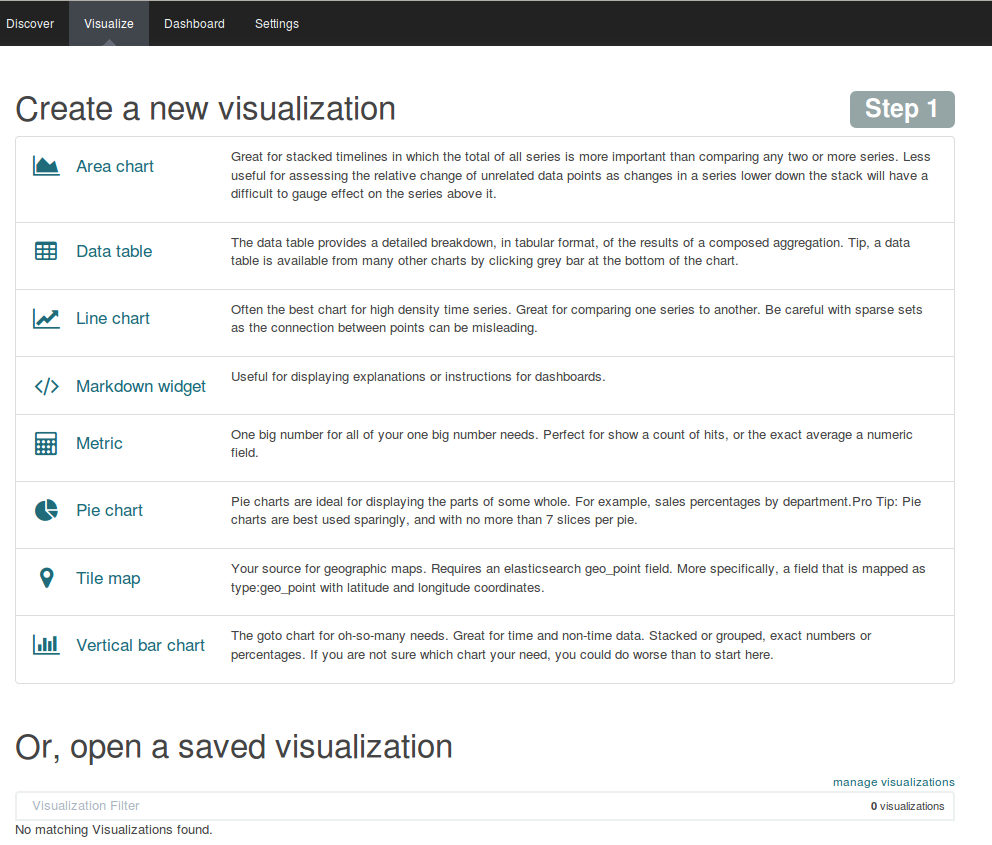 Discover Visualize Dashboard Settings
Create a new visualization Step 1
Area chart
Great for stacked timelines in which the total of all series is more important than comparing any two or more series. Less
useful for assessing the relative change of unrelated data points as changes in a series lower down the stack will have a
difficult to gauge effect on the series above it.
Data table
The data table provides a detailed breakdown, in tabular format, of the results of a composed aggregation. Tip, a data
table is available from many other charts by clicking grey bar at the bottom of the chart.
Line chart
Often the best chart for high density time series. Great for comparing one series to another. Be careful with sparse sets
as the connection between points can be misleading.
Markdown widget
Useful for displaying explanations or instructions for dashboards.
Metric
One big number for all of your one big number needs. Perfect for show a count of hits, or the exact average a numeric
field.
Pie chart
Pie charts are ideal for displaying the parts of some whole. For example, sales percentages by department.Pro Tip: Pie
charts are best used sparingly, and with no more than 7 slices per pie.
Tile map
Your source for geographic maps. Requires an elasticsearch geo_point field. More specifically, a field that is mapped as
type:geo_point with latitude and longitude coordinates.
Vertical bar chart
The goto chart for oh-so-many needs. Great for time and non-time data. Stacked or grouped, exact numbers or
percentages. If you are not sure which chart your need, you could do worse than to start here.
Or, open a saved visualization
manage visualizations
Visualization Filter 0 visualizations
No matching Visualizations found.